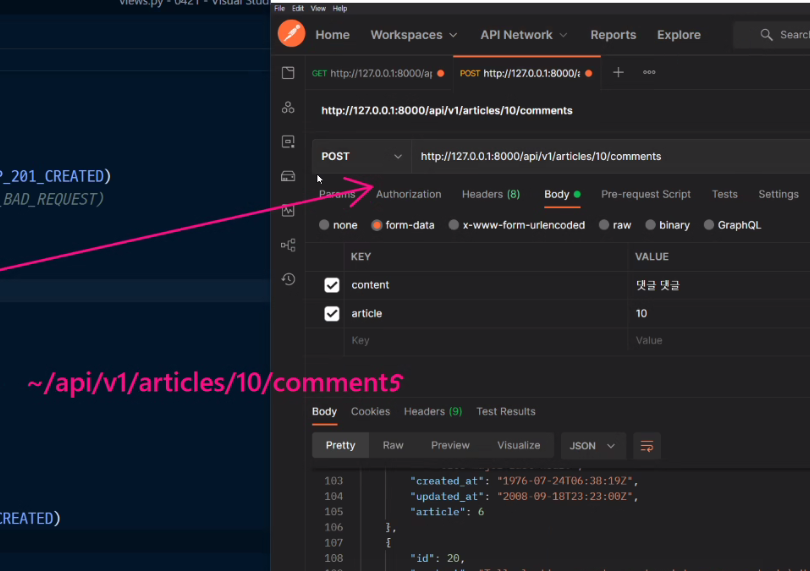 views.py - 0421 - Visual Stud
File Edit View Help
Home Workspaces API Network Reports Explore Searc
GET http://127.0.0.1:8000/ap POST http://127.0.0.1:8000/a
http://127.0.0.1:8000/api/v1/articles/10/comments
POST http://127.0.0.1:8000/api/v1/articles/10/comments
P_201_CREATED)
_BAD_REQUEST)
Params Authorization Headers (8) Body Pre-request Script Tests Settings
none form-data x-www-form-urlencoded raw binary GraphQL
KEY VALUE
content 댓글 댓글
article 10
Key Value
~/api/v1/articles/10/comments
Body Cookies Headers (9) Test Results
Pretty Raw Preview Visualize JSON
103 "created_at": "1976-07-24T06:38:19Z",
104 "updated_at": "2008-09-18T23:23:00Z",
105 "article": 6
106 },
107 {
CREATED)
108 "id": 20,